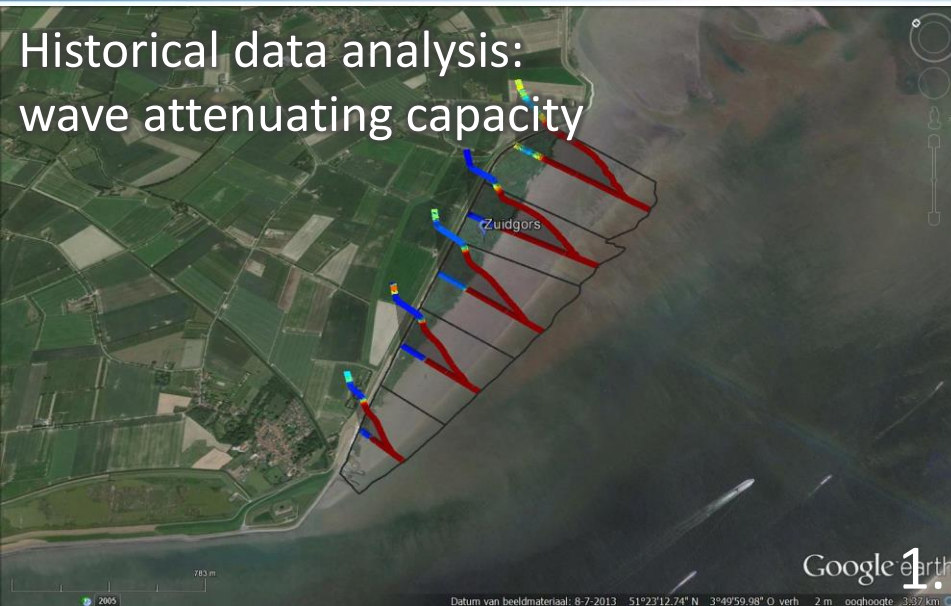 Historical data analysis:
wave attenuating capacity
Zuidgors
Google earth
1.
783 m
2005
Datum van beeldmateriaal: 8-7-2013 51°23'12.74" N 3°49'59.98" O verh 2 m ooghoogte 3.37 km